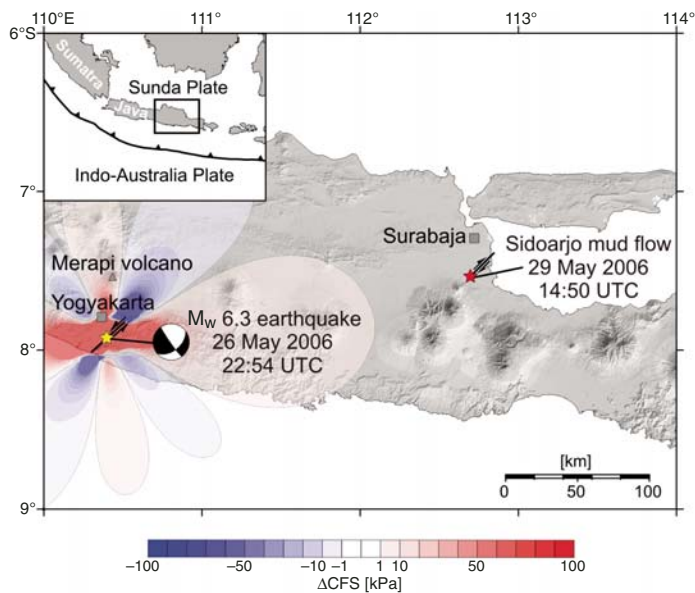 110°E
111°
112°
113°
114°
6°S
7°
8°
9°
Sumatra
Java
Sunda Plate
Indo-Australia Plate
Surabaja
Sidoarjo mud flow
29 May 2006
14:50 UTC
Merapi volcano
Yogyakarta
Mw 6.3 earthquake
26 May 2006
22:54 UTC
[km]
0 50 100
–100 –50 –10 –1 1 10 50 100
ΔCFS [kPa]